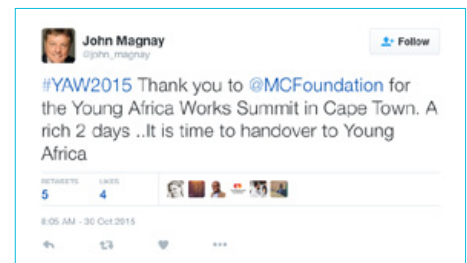 John Magnay
@john_magnay
Follow
#YAW2015 Thank you to @MCFoundation for
the Young Africa Works Summit in Cape Town. A
rich 2 days ..It is time to handover to Young
Africa
RETWEETS LIKES
5 4
8:05 AM - 30 Oct 2015